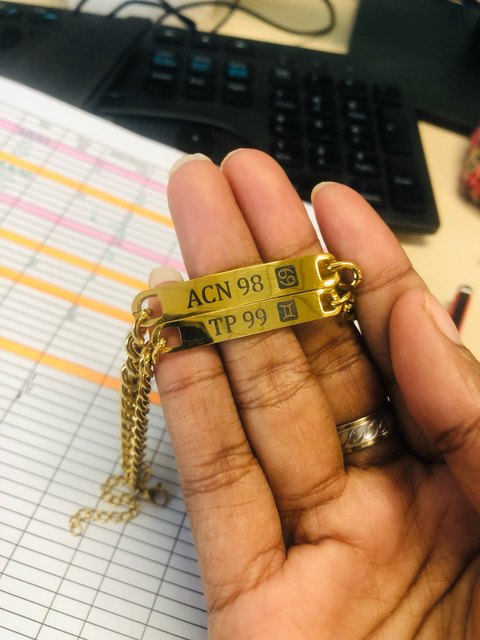 ACN 98 ♋
TP 99 ♊